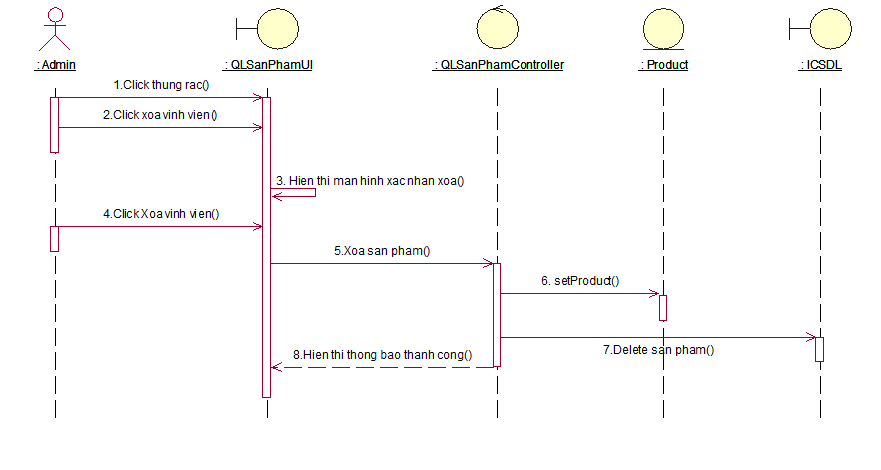 : Admin
: QLSanPhamUI
: QLSanPhamController
: Product
: ICSDL
1.Click thung rac()
2.Click xoa vinh vien()
3. Hien thi man hinh xac nhan xoa()
4.Click Xoa vinh vien()
5.Xoa san pham()
6. setProduct()
7.Delete san pham()
8.Hien thi thong bao thanh cong()